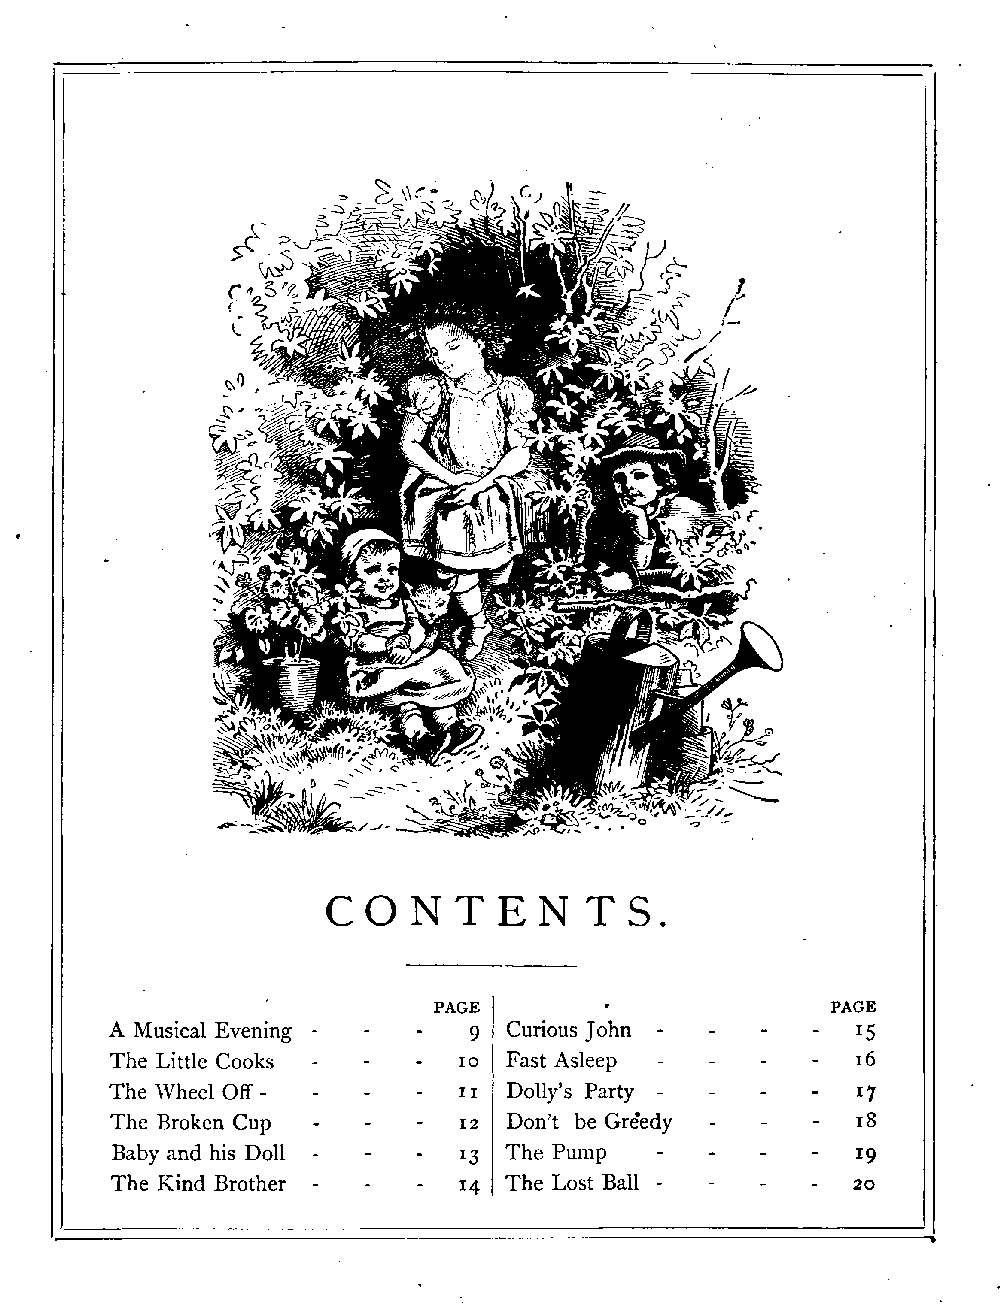 CONTENTS.
PAGE
A Musical Evening - - - 9
The Little Cooks - - - 10
The Wheel Off - - - - 11
The Broken Cup - - - 12
Baby and his Doll - - - 13
The Kind Brother - - - 14
PAGE
Curious John - - - - 15
Fast Asleep - - - - 16
Dolly's Party - - - - 17
Don't be Greedy - - - 18
The Pump - - - - 19
The Lost Ball - - - - 20